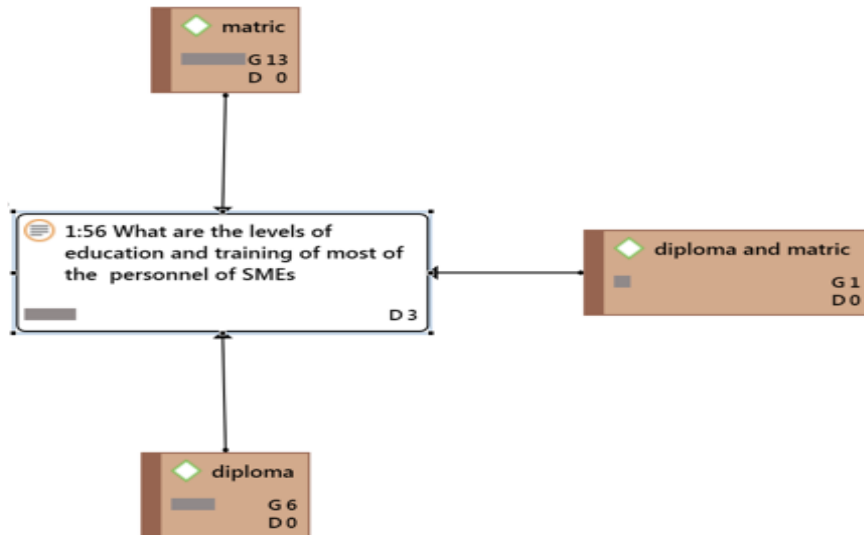 matric
G 13
D 0
1:56 What are the levels of
education and training of most of
the personnel of SMEs
D 3
diploma and matric
G 1
D 0
diploma
G 6
D 0